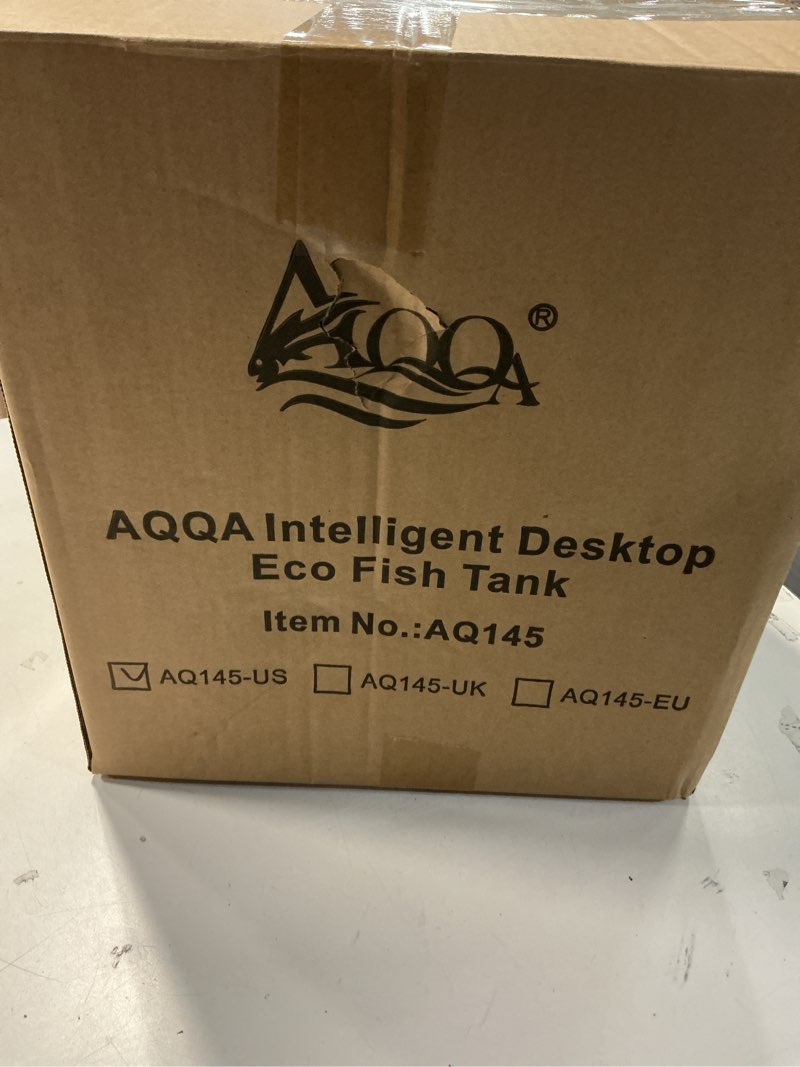 AQQA ®
AQQA Intelligent Desktop
Eco Fish Tank
Item No.:AQ145
AQ145-US AQ145-UK AQ145-EU